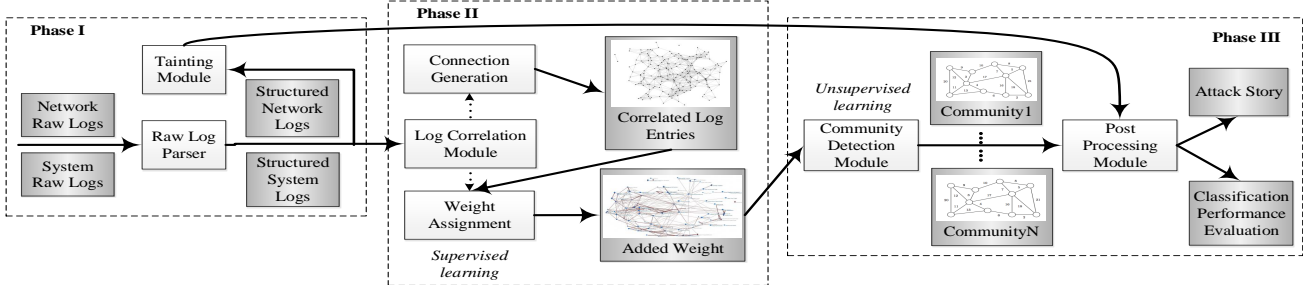 Phase I
Tainting
Module
Network
Raw Logs
System
Raw Logs
Raw Log
Parser
Structured
Network
Logs
Structured
System
Logs
Phase II
Connection
Generation
Log Correlation
Module
Weight
Assignment
Supervised
learning
Correlated Log
Entries
Added Weight
Phase III
Unsupervised
learning
Community
Detection
Module
Community1
CommunityN
Post
Processing
Module
Attack Story
Classification
Performance
Evaluation